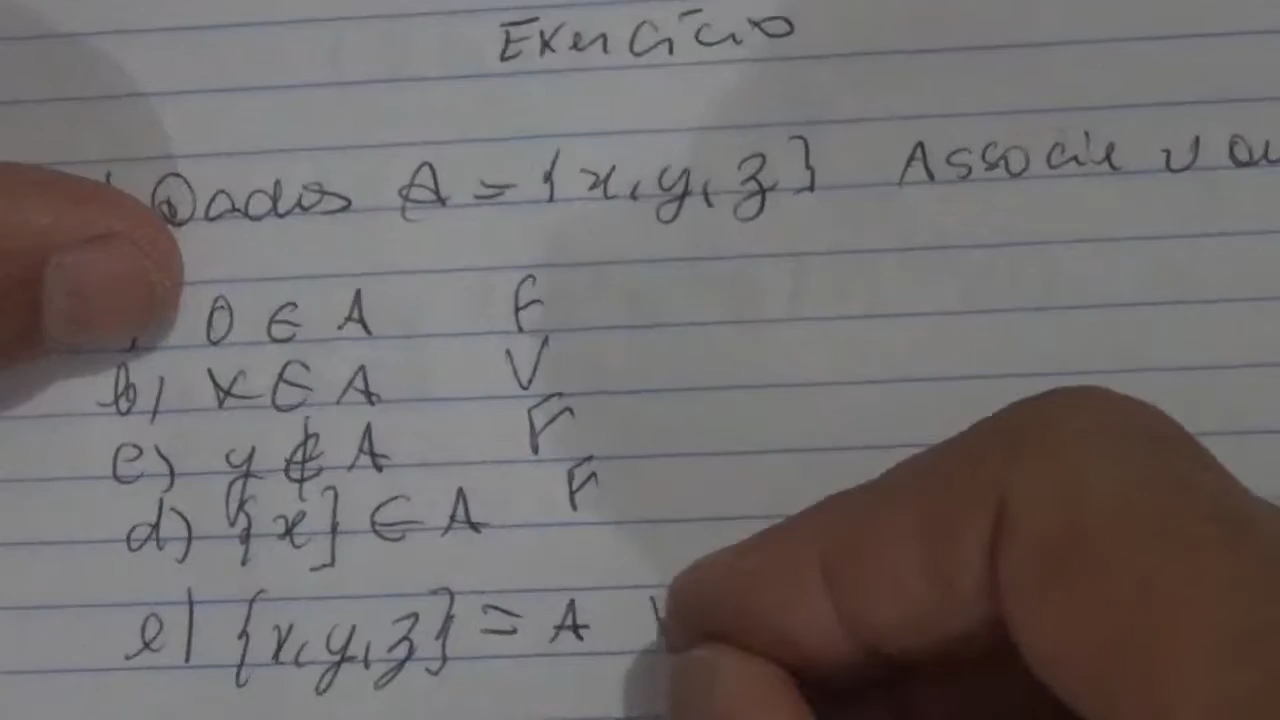 Exercício
Dados A = {x, y, z} Associe v ou
0 ∈ A F
b) x ∈ A V
c) y ∉ A F
d) {x} ∈ A F
e) {x, y, z} = A